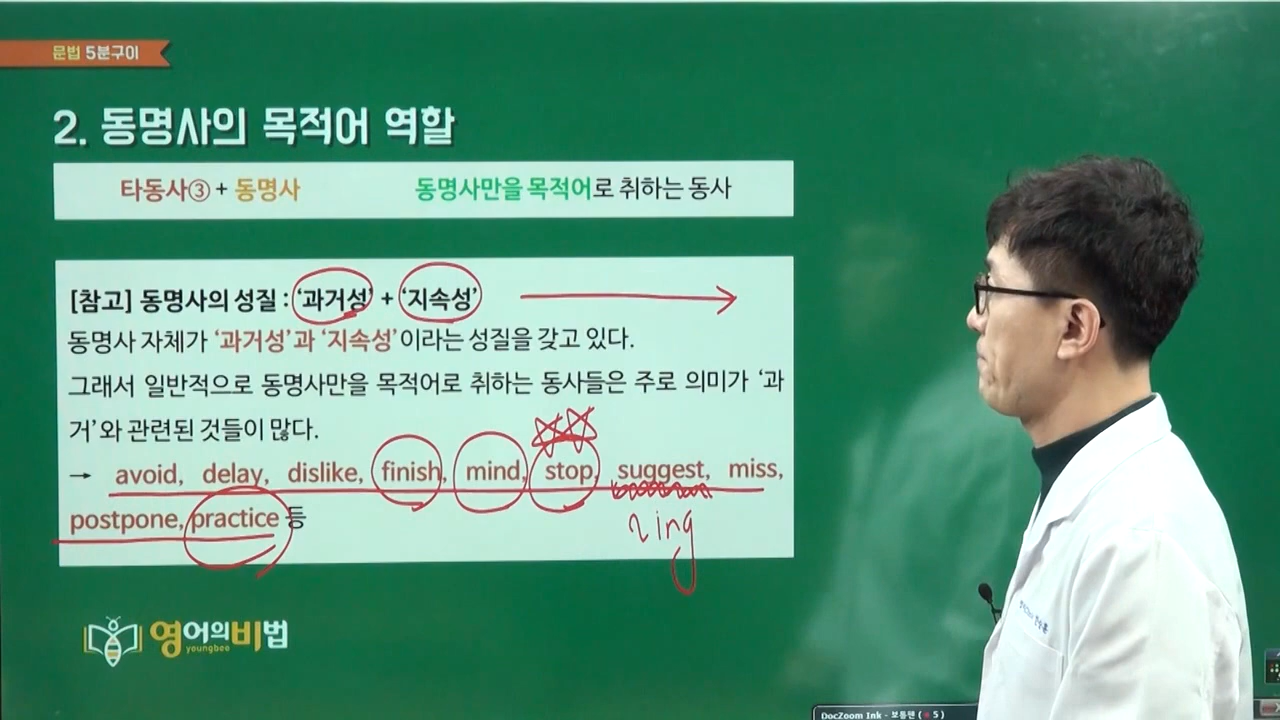 문법 5분구이
2. 동명사의 목적어 역할
타동사③ + 동명사 동명사만을 목적어로 취하는 동사
[참고] 동명사의 성질 : ‘과거성’ + ‘지속성’
동명사 자체가 ‘과거성’과 ‘지속성’이라는 성질을 갖고 있다.
그래서 일반적으로 동명사만을 목적어로 취하는 동사들은 주로 의미가 ‘과
거’와 관련된 것들이 많다.
→ avoid, delay, dislike, finish, mind, stop, suggest, miss,
postpone, practice 등
ing
영어의비법
youngbee
DocZoom Ink - 보통펜 ( 5 )